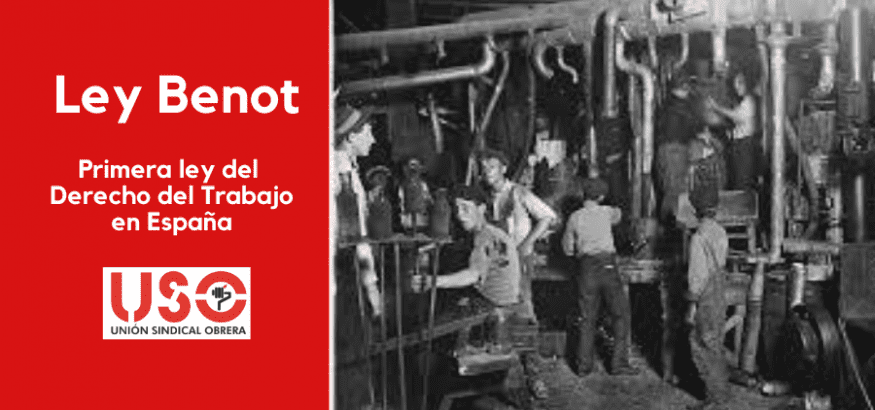 Ley Benot
Primera ley del
Derecho del Trabajo
en España
USO
UNIÓN SINDICAL OBRERA